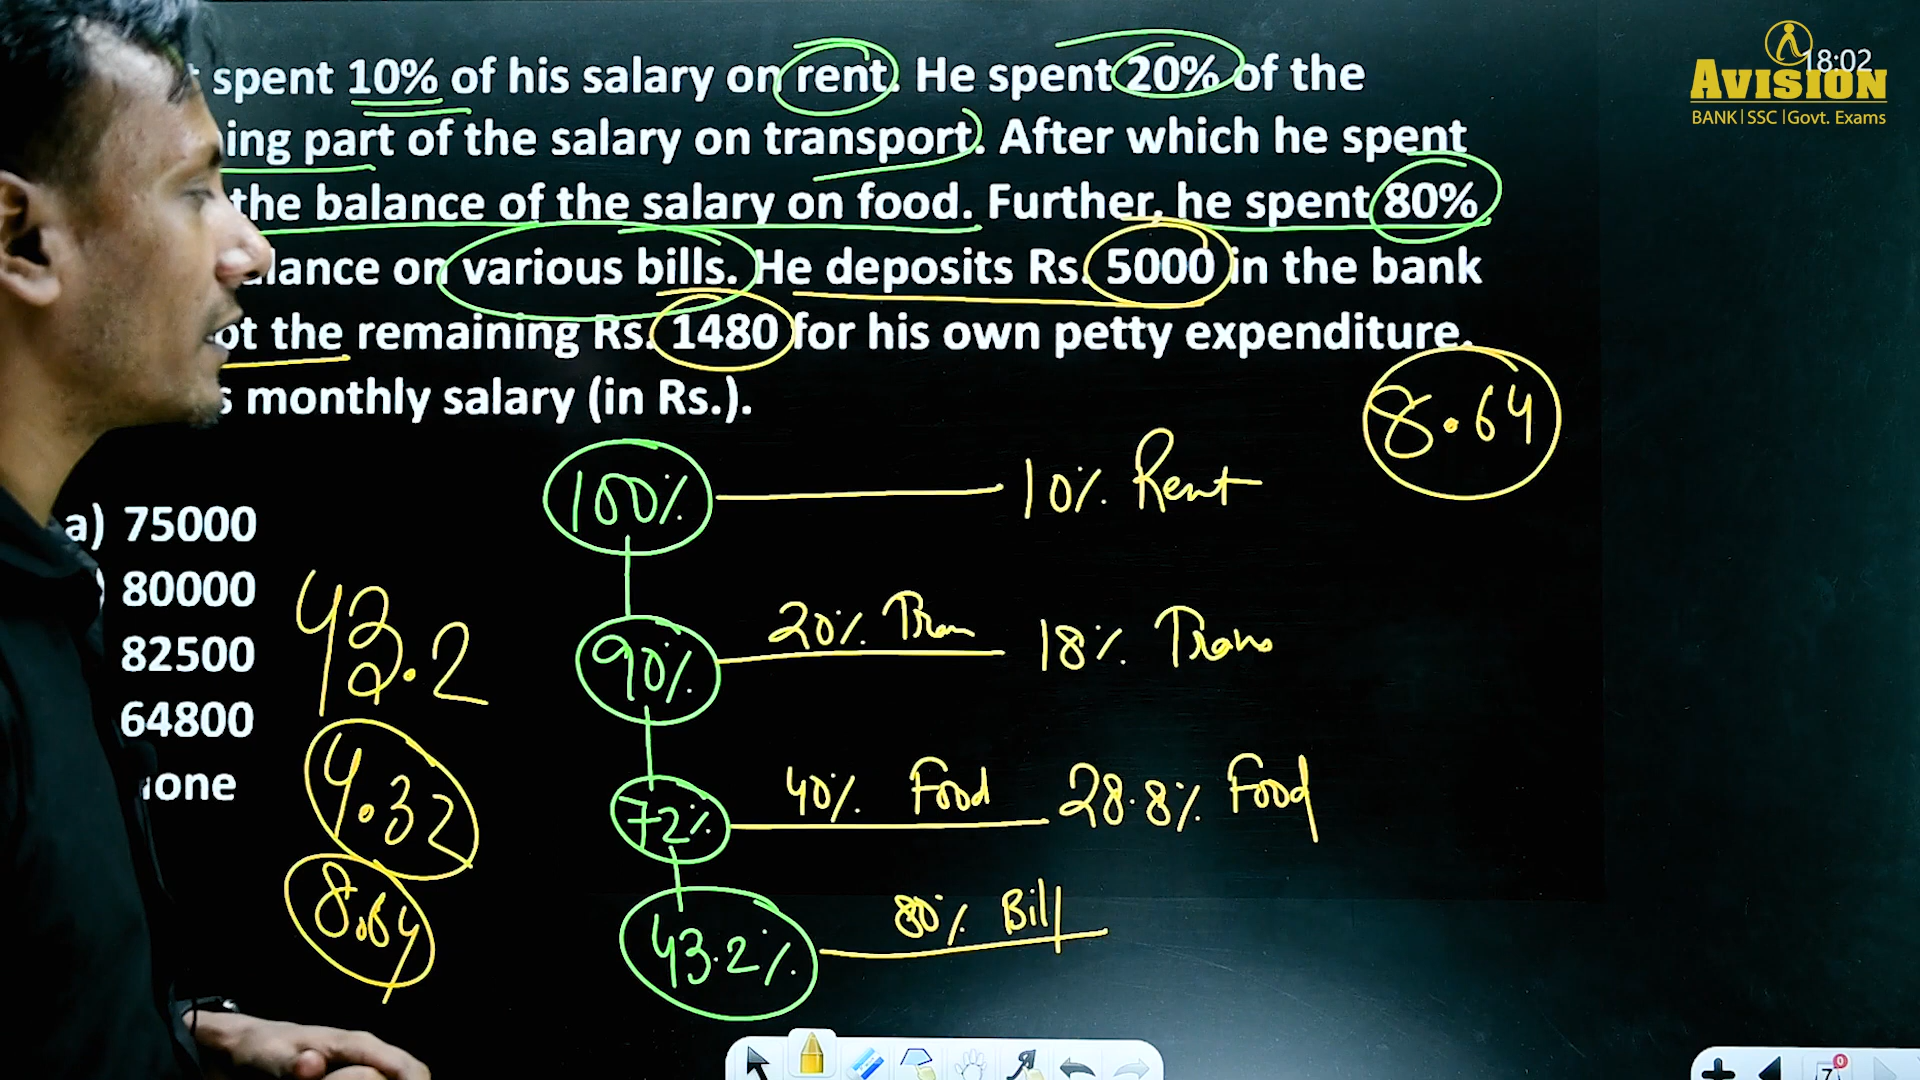 18:02
AVISION
BANK | SSC | Govt. Exams
spent 10% of his salary on rent. He spent 20% of the
ing part of the salary on transport. After which he spent
the balance of the salary on food. Further, he spent 80%
lance on various bills. He deposits Rs. 5000 in the bank
ot the remaining Rs. 1480 for his own petty expenditure.
s monthly salary (in Rs.).
8.64
100% 10% Rent
a) 75000
80000
82500
64800
none
43.2
4.32
8.64
90% 20% Tran 18% Trans
72% 40% Food 28.8% Food
43.2% 80% Bill
7
0